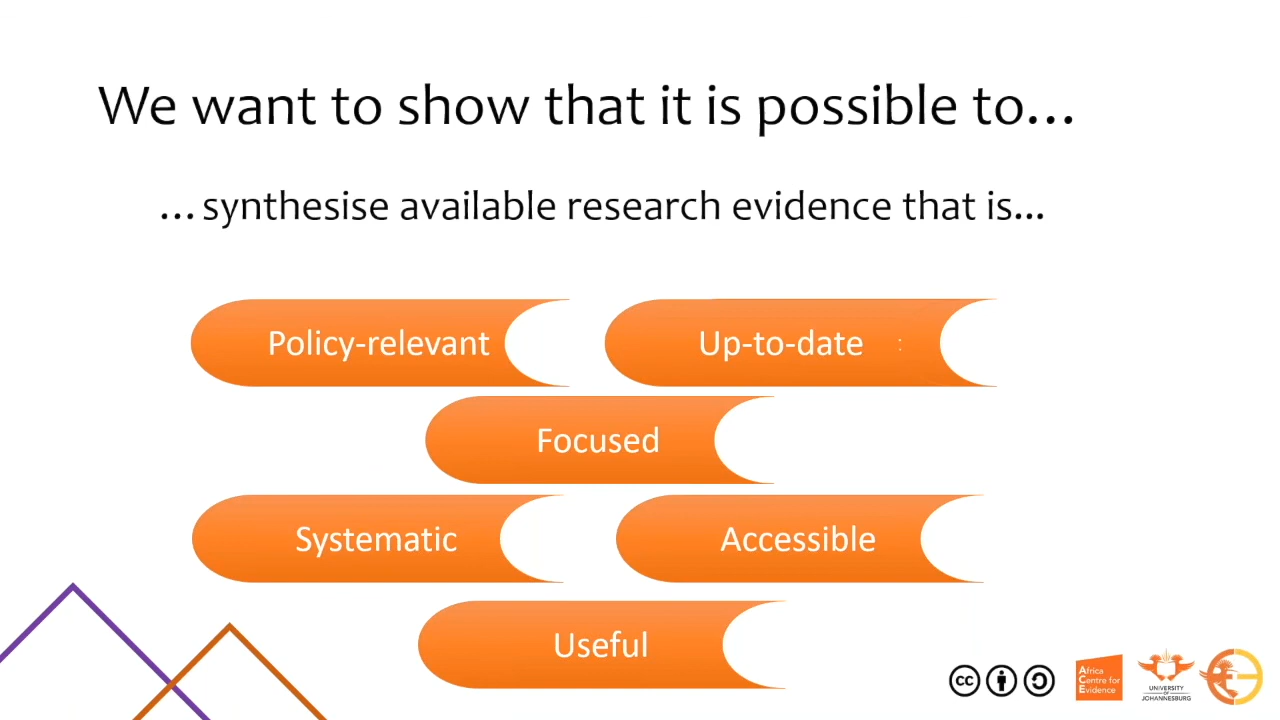 We want to show that it is possible to...
...synthesise available research evidence that is...
Policy-relevant
Up-to-date :
Focused
Systematic
Accessible
Useful
cc
Africa
Centre for
Evidence
UNIVERSITY
OF
JOHANNESBURG